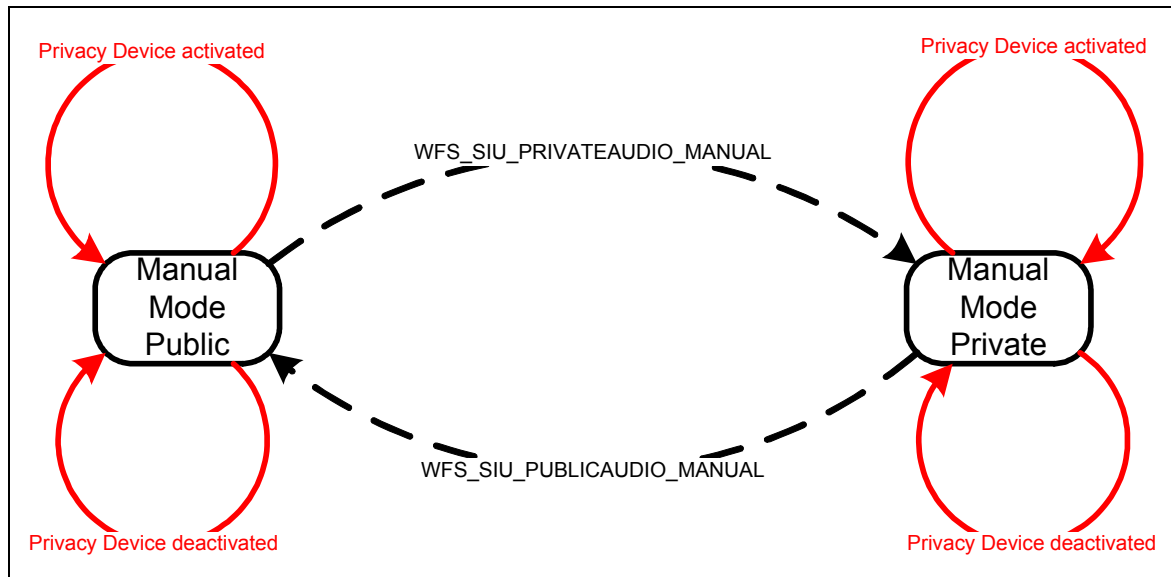 Privacy Device activated
Privacy Device activated
WFS_SIU_PRIVATEAUDIO_MANUAL
Manual
Mode
Public
Manual
Mode
Private
WFS_SIU_PUBLICAUDIO_MANUAL
Privacy Device deactivated
Privacy Device deactivated